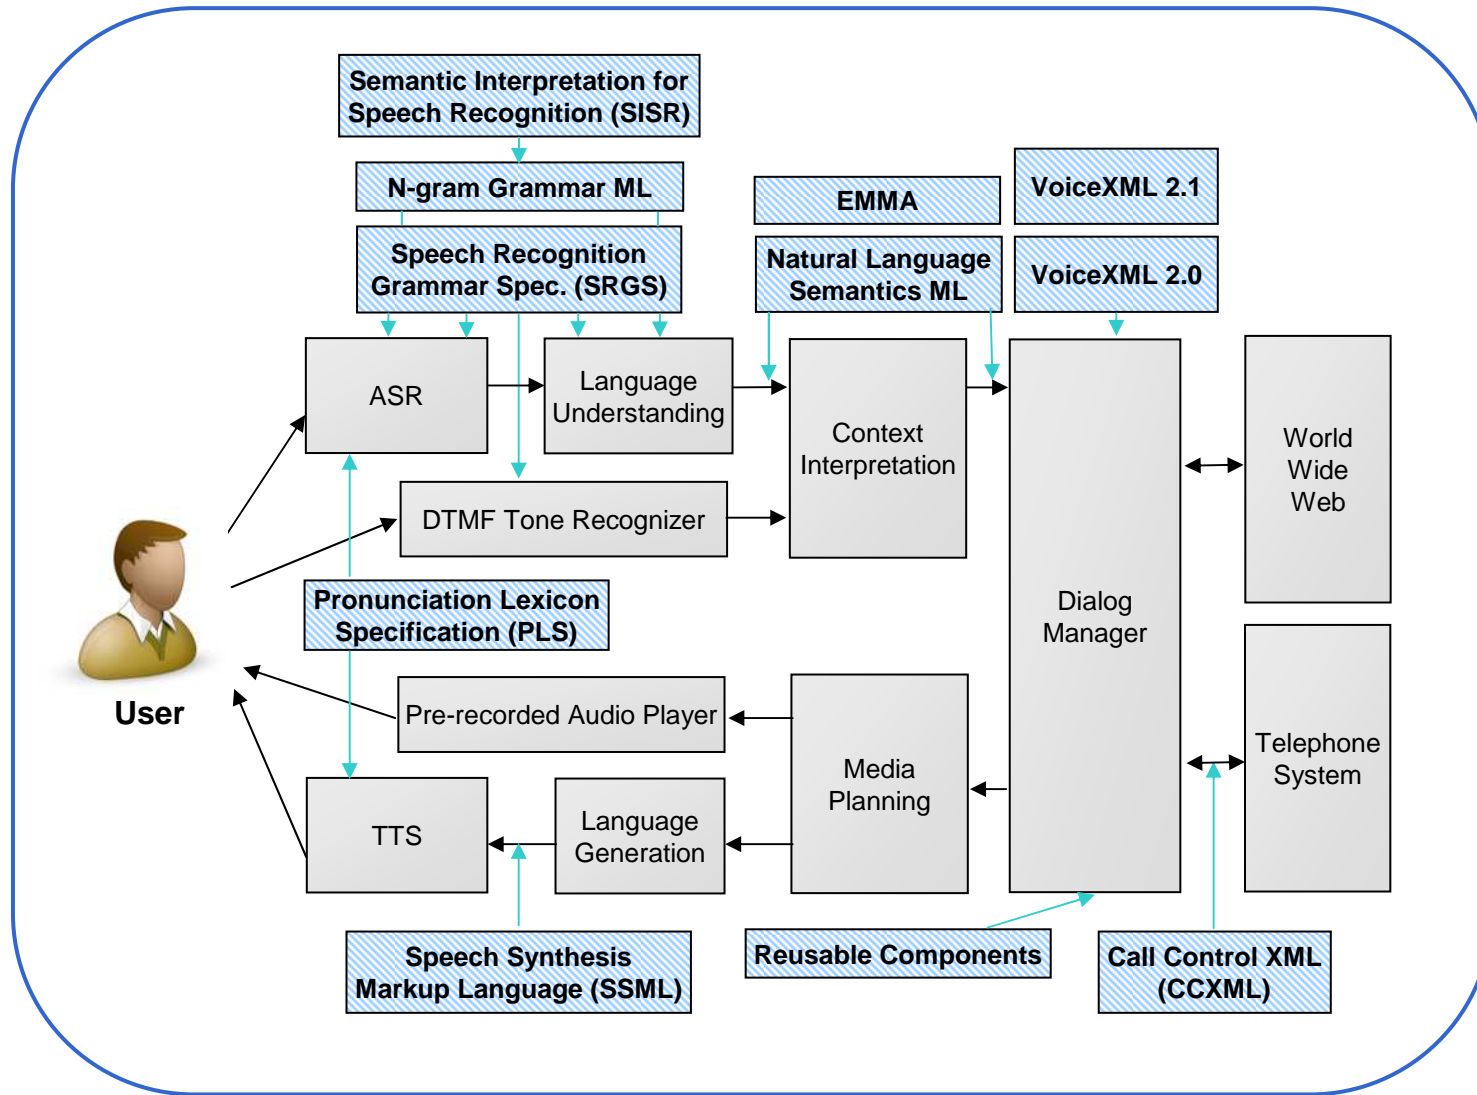 Semantic Interpretation for
Speech Recognition (SISR)
N-gram Grammar ML
EMMA
VoiceXML 2.1
Speech Recognition
Grammar Spec. (SRGS)
Natural Language
Semantics ML
VoiceXML 2.0
ASR
Language
Understanding
Context
Interpretation
World
Wide
Web
DTMF Tone Recognizer
Pronunciation Lexicon
Specification (PLS)
Dialog
Manager
User
Pre-recorded Audio Player
Media
Planning
Telephone
System
TTS
Language
Generation
Speech Synthesis
Markup Language (SSML)
Reusable Components
Call Control XML
(CCXML)